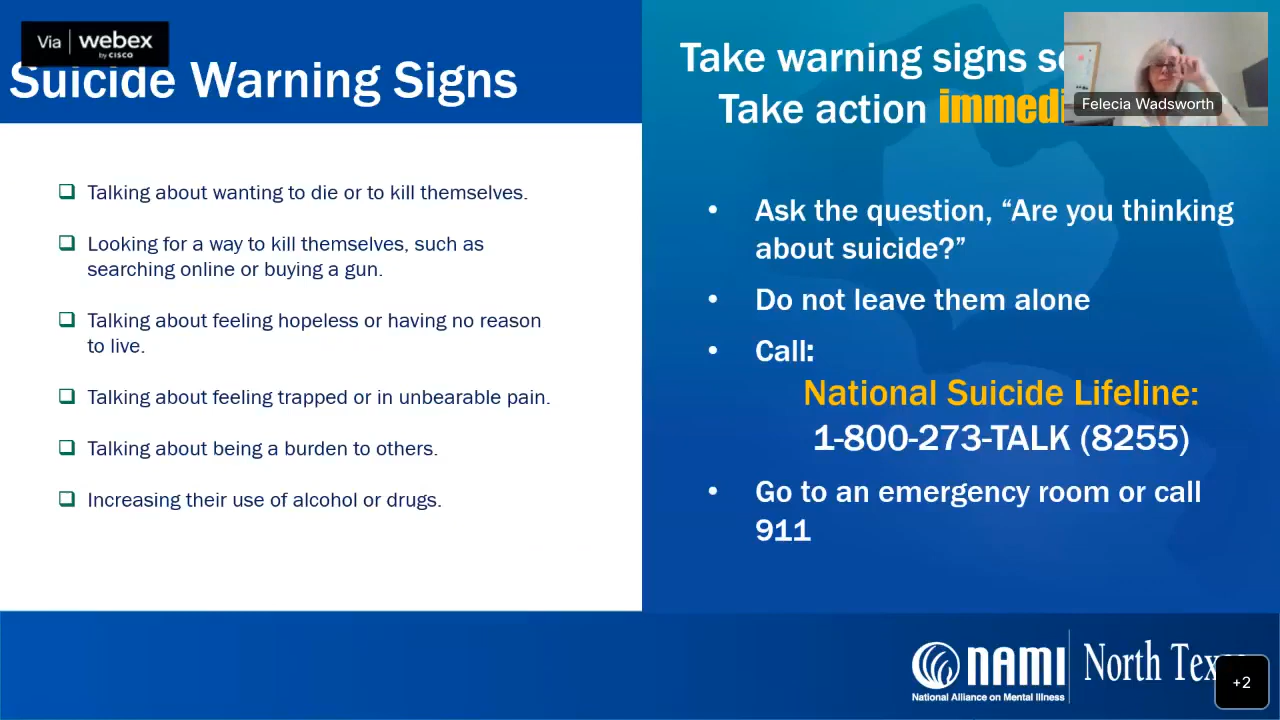 Via webex
by CISCO
Suicide Warning Signs
Talking about wanting to die or to kill themselves.
Looking for a way to kill themselves, such as
searching online or buying a gun.
Talking about feeling hopeless or having no reason
to live.
Talking about feeling trapped or in unbearable pain.
Talking about being a burden to others.
Increasing their use of alcohol or drugs.
Take warning signs
Take action
Felecia Wadsworth
• Ask the question, “Are you thinking
about suicide?”
• Do not leave them alone
• Call:
National Suicide Lifeline:
1-800-273-TALK (8255)
• Go to an emergency room or call
911
NAMI North
National Alliance on Mental Illness
+2